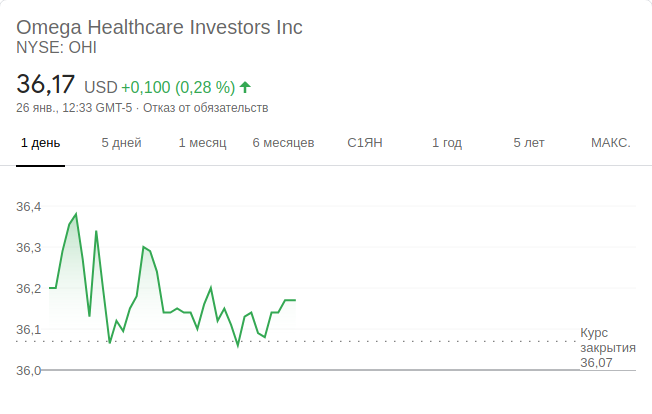 Omega Healthcare Investors Inc
NYSE: OHI
36,17 USD +0,100 (0,28 %)
26 янв., 12:33 GMT-5 · Отказ от обязательств
1 день 5 дней 1 месяц 6 месяцев С1ЯН 1 год 5 лет МАКС.
36,4
36,3
36,2
36,1
36,0
Курс
закрытия
36,07